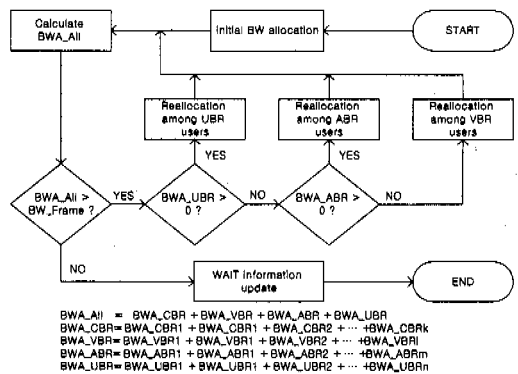 Calculate
BWA_All
Initial BW allocation
START
Reallocation
among UBR
users
Reallocation
among ABR
users
Reallocation
among VBR
users
YES
YES
BWA_All >
BW_Frame ?
YES
BWA_UBR >
0 ?
NO
BWA_ABR >
0 ?
NO
NO
WAIT information
update
END
BWA_All = BWA_CBR + BWA_VBR + BWA_ABR + BWA_UBR
BWA_CBR=BWA_CBR1 + BWA_CBR1 + BWA_CBR2 + ··· +BWA_CBRk
BWA_VBR=BWA_VBR1 + BWA_VBR1 + BWA_VBR2 + ··· +BWA_VBRl
BWA_ABR=BWA_ABR1 + BWA_ABR1 + BWA_ABR2 + ··· +BWA_ABRm
BWA_UBR=BWA_UBR1 + BWA_UBR1 + BWA_UBR2 + ··· +BWA_UBRn